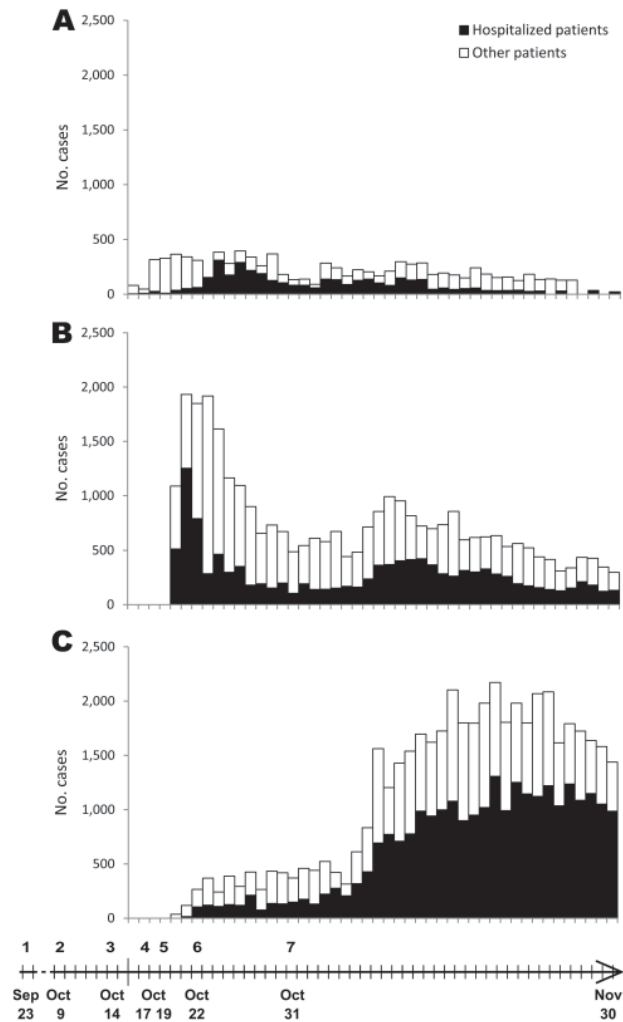 A
2,500
2,000
1,500
1,000
500
0
No. cases
Hospitalized patients
Other patients
B
2,500
2,000
1,500
1,000
500
0
No. cases
C
2,500
2,000
1,500
1,000
500
0
No. cases
1 2 3 4 5 6 7
Sep Oct Oct Oct Oct Oct Nov
23 9 14 17 19 22 31 30